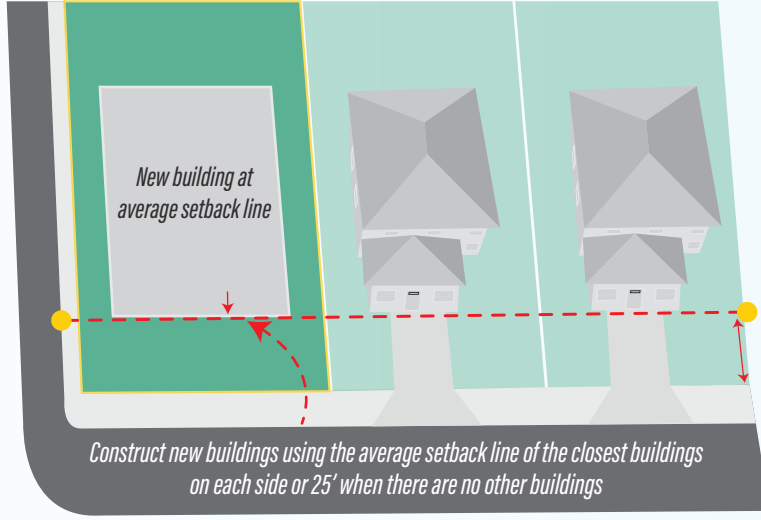 New building at
average setback line
Construct new buildings using the average setback line of the closest buildings
on each side or 25’ when there are no other buildings